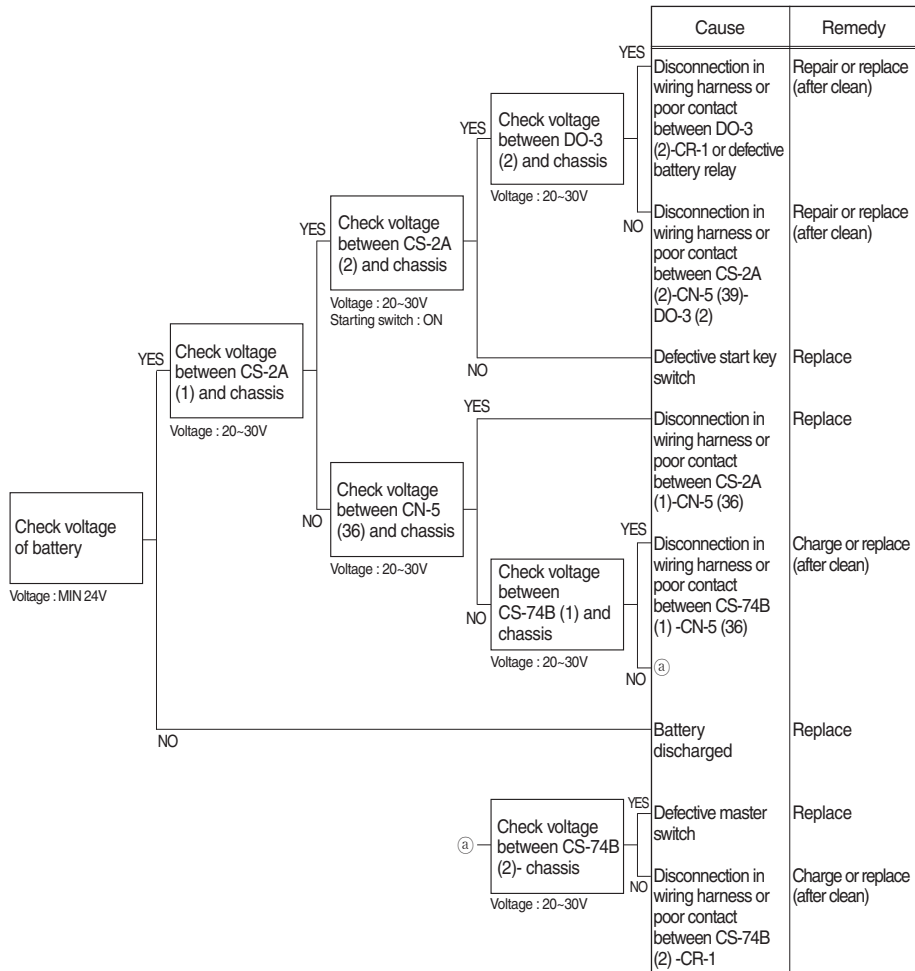 Cause
Remedy
YES
Disconnection in
wiring harness or
poor contact
between DO-3
(2)-CR-1 or defective
battery relay
Repair or replace
(after clean)
YES
Check voltage
between DO-3
(2) and chassis
Voltage : 20~30V
NO
Disconnection in
wiring harness or
poor contact
between CS-2A
(2)-CN-5 (39)-
DO-3 (2)
Repair or replace
(after clean)
YES
Check voltage
between CS-2A
(2) and chassis
Voltage : 20~30V
Starting switch : ON
NO
Defective start key
switch
Replace
YES
Check voltage
between CS-2A
(1) and chassis
Voltage : 20~30V
YES
Disconnection in
wiring harness or
poor contact
between CS-2A
(1)-CN-5 (36)
Replace
NO
Check voltage
between CN-5
(36) and chassis
Voltage : 20~30V
Check voltage
of battery
Voltage : MIN 24V
YES
Disconnection in
wiring harness or
poor contact
between CS-74B
(1) -CN-5 (36)
Charge or replace
(after clean)
NO
Check voltage
between
CS-74B (1) and
chassis
Voltage : 20~30V
NO
ⓐ
NO
Battery
discharged
Replace
ⓐ
Check voltage
between CS-74B
(2)- chassis
Voltage : 20~30V
YES
Defective master
switch
Replace
NO
Disconnection in
wiring harness or
poor contact
between CS-74B
(2) -CR-1
Charge or replace
(after clean)